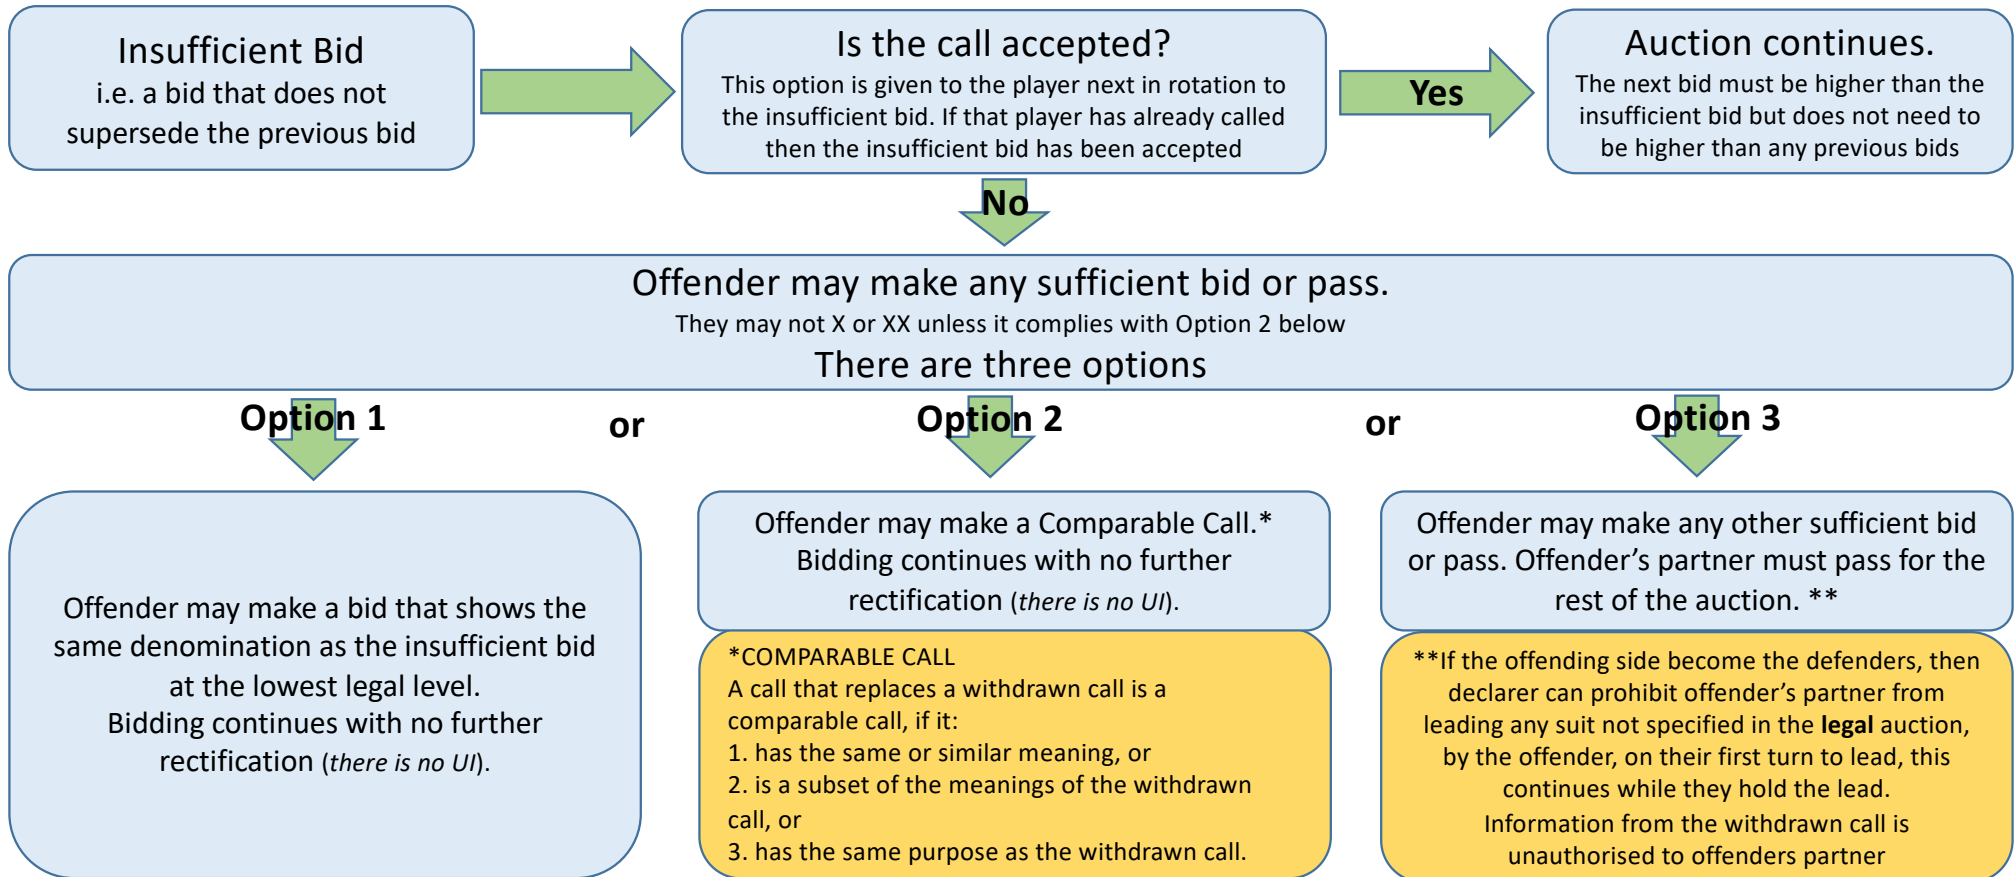 Insufficient Bid
i.e. a bid that does not
supersede the previous bid
Is the call accepted?
This option is given to the player next in rotation to
the insufficient bid. If that player has already called
then the insufficient bid has been accepted
Yes
Auction continues.
The next bid must be higher than the
insufficient bid but does not need to
be higher than any previous bids
No
Offender may make any sufficient bid or pass.
They may not X or XX unless it complies with Option 2 below
There are three options
Option 1
or
Option 2
or
Option 3
Offender may make a bid that shows the
same denomination as the insufficient bid
at the lowest legal level.
Bidding continues with no further
rectification (there is no UI).
Offender may make a Comparable Call.*
Bidding continues with no further
rectification (there is no UI).
*COMPARABLE CALL
A call that replaces a withdrawn call is a
comparable call, if it:
1. has the same or similar meaning, or
2. is a subset of the meanings of the withdrawn
call, or
3. has the same purpose as the withdrawn call.
Offender may make any other sufficient bid
or pass. Offender’s partner must pass for the
rest of the auction. **
**If the offending side become the defenders, then
declarer can prohibit offender’s partner from
leading any suit not specified in the legal auction,
by the offender, on their first turn to lead, this
continues while they hold the lead.
Information from the withdrawn call is
unauthorised to offenders partner